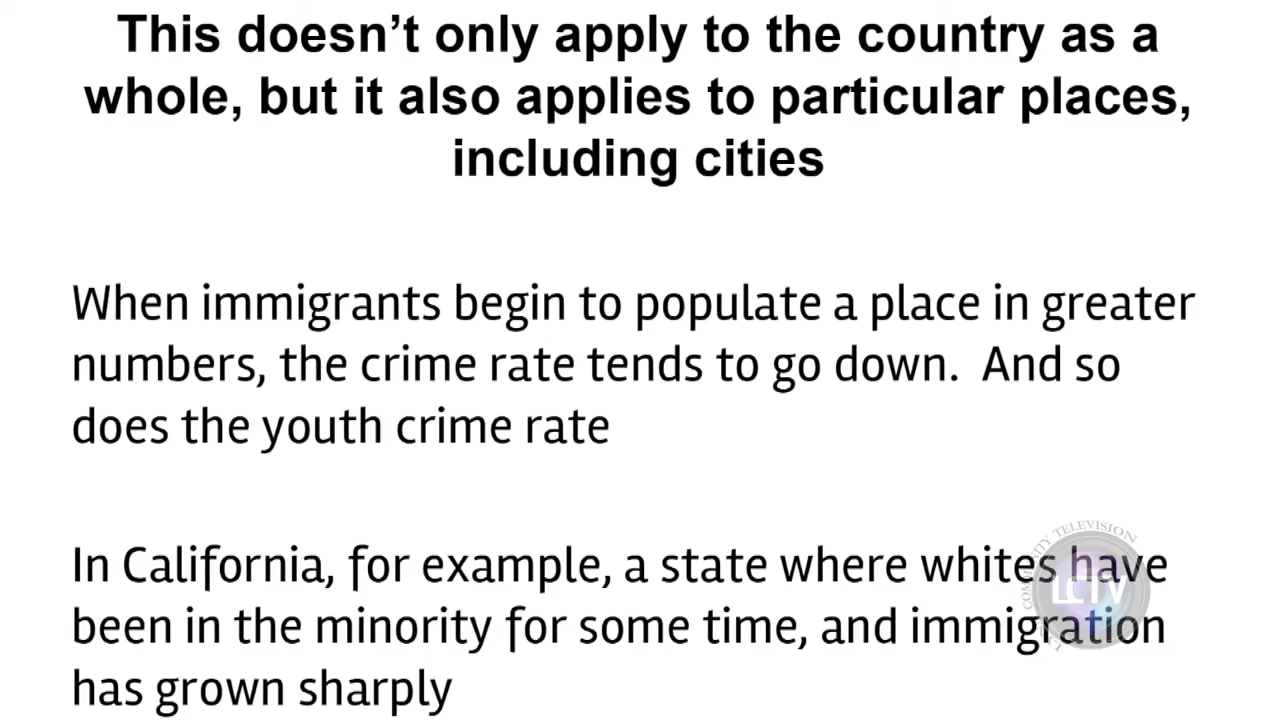 This doesn’t only apply to the country as a
whole, but it also applies to particular places,
including cities
When immigrants begin to populate a place in greater
numbers, the crime rate tends to go down.  And so
does the youth crime rate
In California, for example, a state where whites have
been in the minority for some time, and immigration
has grown sharply
TELEVISION
LCTV